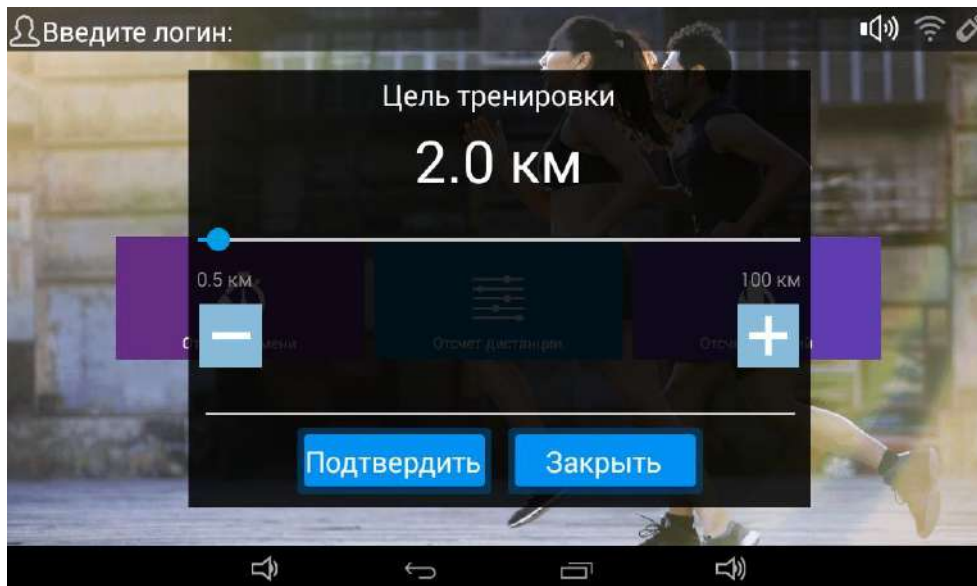 Введите логин:
Цель тренировки
2.0 км
0.5 км
100 км
Отсчет дистанции
Подтвердить
Закрыть